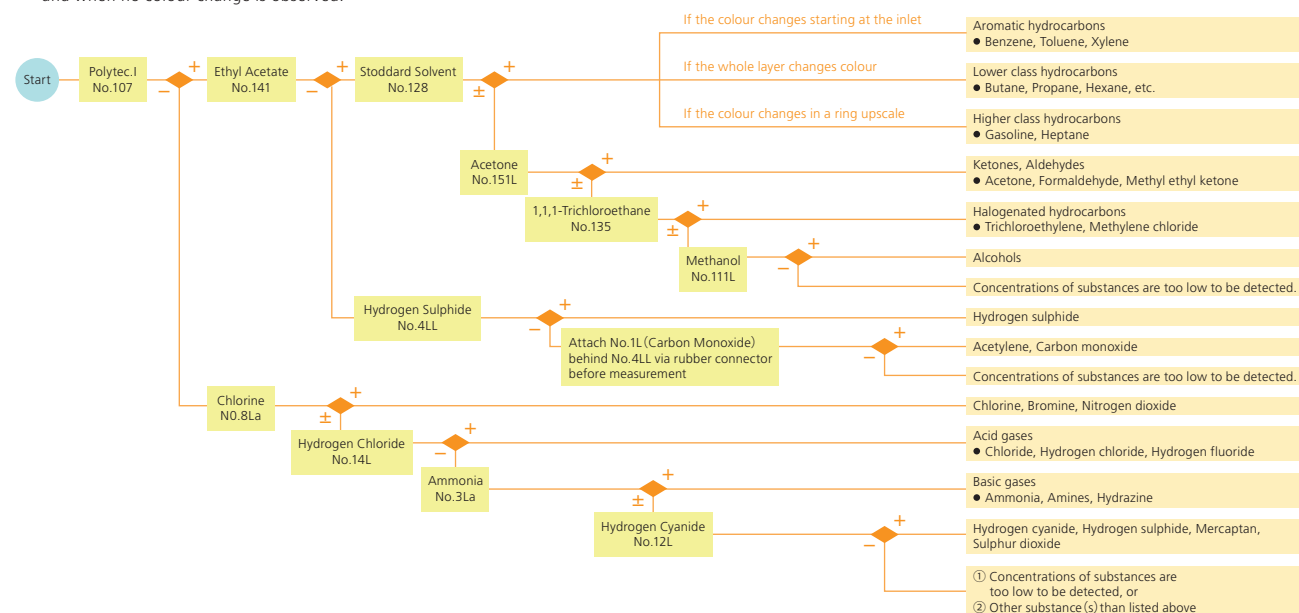 and when no colour change is observed.
Start
Polytec.I
No.107
+
−
Ethyl Acetate
No.141
+
−
Stoddard Solvent
No.128
+
±
If the colour changes starting at the inlet
Aromatic hydrocarbons
● Benzene, Toluene, Xylene
If the whole layer changes colour
Lower class hydrocarbons
● Butane, Propane, Hexane, etc.
If the colour changes in a ring upscale
Higher class hydrocarbons
● Gasoline, Heptane
Acetone
No.151L
+
±
Ketones, Aldehydes
● Acetone, Formaldehyde, Methyl ethyl ketone
1,1,1-Trichloroethane
No.135
+
±
Halogenated hydrocarbons
● Trichloroethylene, Methylene chloride
Methanol
No.111L
+
−
Alcohols
Concentrations of substances are too low to be detected.
Hydrogen Sulphide
No.4LL
+
−
Hydrogen sulphide
Attach No.1L(Carbon Monoxide)
behind No.4LL via rubber connector
before measurement
+
−
Acetylene, Carbon monoxide
Concentrations of substances are too low to be detected.
Chlorine
N0.8La
+
±
Chlorine, Bromine, Nitrogen dioxide
Hydrogen Chloride
No.14L
+
−
Acid gases
● Chloride, Hydrogen chloride, Hydrogen fluoride
Ammonia
No.3La
+
±
Basic gases
● Ammonia, Amines, Hydrazine
Hydrogen Cyanide
No.12L
+
−
Hydrogen cyanide, Hydrogen sulphide, Mercaptan,
Sulphur dioxide
① Concentrations of substances are
too low to be detected, or
② Other substance(s) than listed above